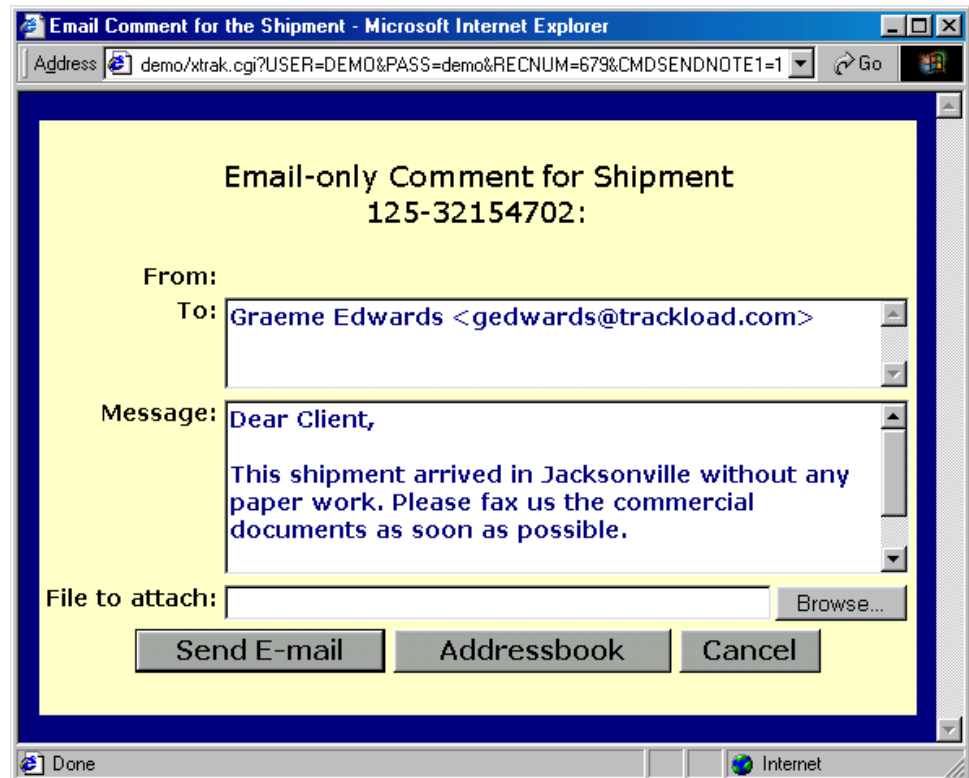 Email Comment for the Shipment - Microsoft Internet Explorer
Address demo/xtrak.cgi?USER=DEMO&PASS=demo&RECNUM=679&CMDSENDNOTE1=1 Go
Email-only Comment for Shipment
125-32154702:
From:
To: Graeme Edwards <gedwards@trackload.com>
Message: Dear Client,
This shipment arrived in Jacksonville without any
paper work. Please fax us the commercial
documents as soon as possible.
File to attach: Browse...
Send E-mail Addressbook Cancel
Done Internet